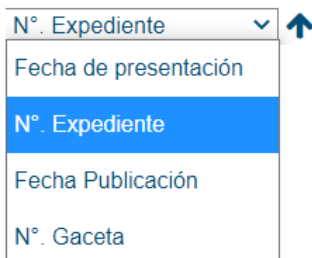 N°. Expediente
Fecha de presentación
N°. Expediente
Fecha Publicación
N°. Gaceta